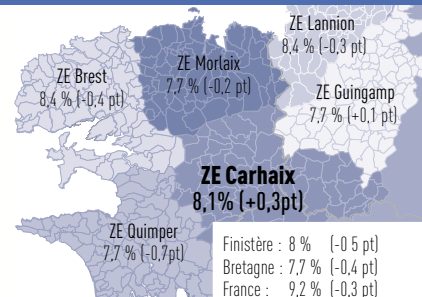 ZE Lannion
8,4 % (-0,3 pt)
ZE Morlaix
7,7 % (-0,2 pt)
ZE Brest
8,4 % (-0,4 pt)
ZE Guingamp
7,7 % (+0,1 pt)
ZE Carhaix
8,1% (+0,3pt)
ZE Quimper
7,7 % (-0,7pt)
Finistère : 8 % (-0 5 pt)
Bretagne : 7,7 % (-0,4 pt)
France : 9,2 % (-0,3 pt)